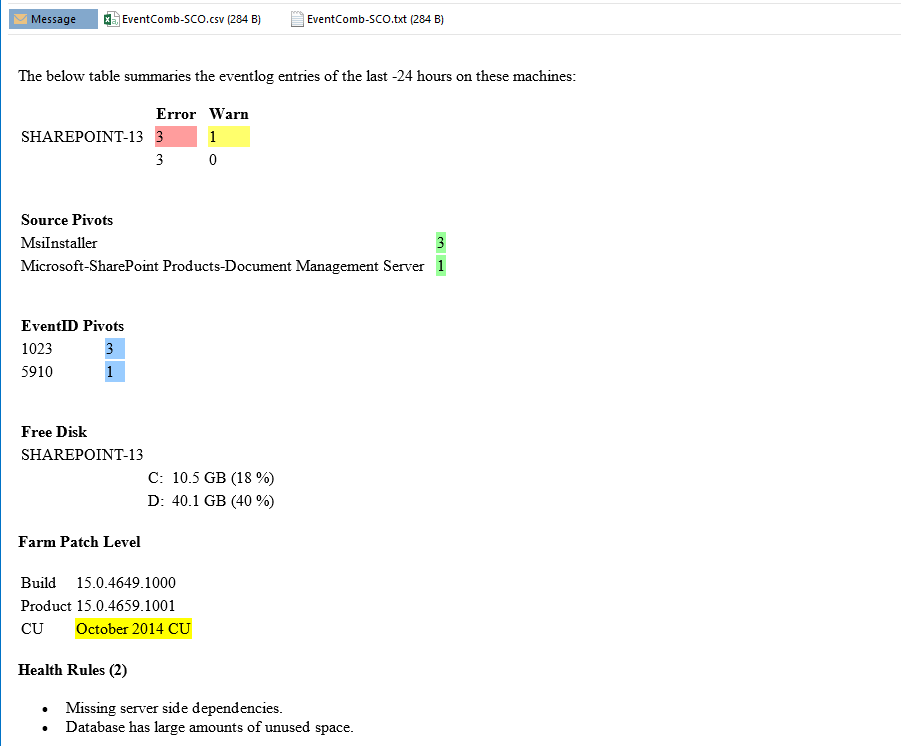 Message EventComb-SCO.csv (284 B) EventComb-SCO.txt (284 B)
The below table summaries the eventlog entries of the last -24 hours on these machines:
Error Warn
SHAREPOINT-13 3 1
3 0
Source Pivots
MsiInstaller 3
Microsoft-SharePoint Products-Document Management Server 1
EventID Pivots
1023 3
5910 1
Free Disk
SHAREPOINT-13
C: 10.5 GB (18 %)
D: 40.1 GB (40 %)
Farm Patch Level
Build 15.0.4649.1000
Product 15.0.4659.1001
CU October 2014 CU
Health Rules (2)
• Missing server side dependencies.
• Database has large amounts of unused space.